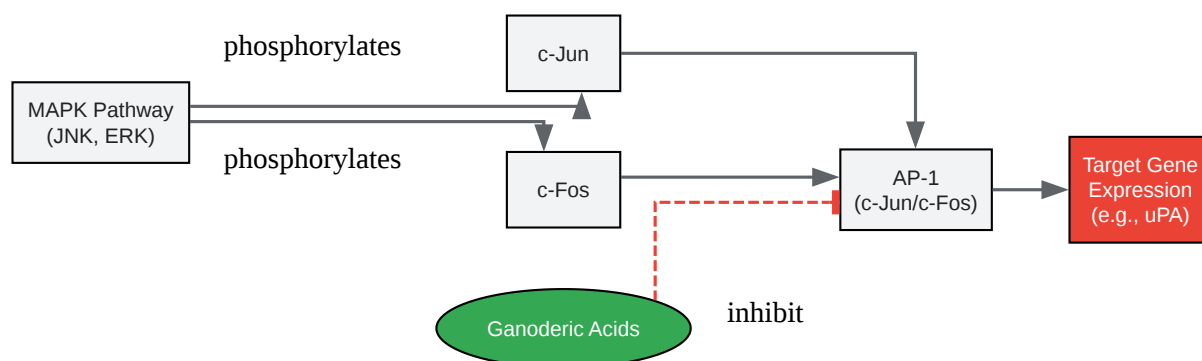 phosphorylates
c-Jun
MAPK Pathway
(JNK, ERK)
phosphorylates
c-Fos
AP-1
(c-Jun/c-Fos)
Target Gene
Expression
(e.g., uPA)
inhibit
Ganoderic Acids